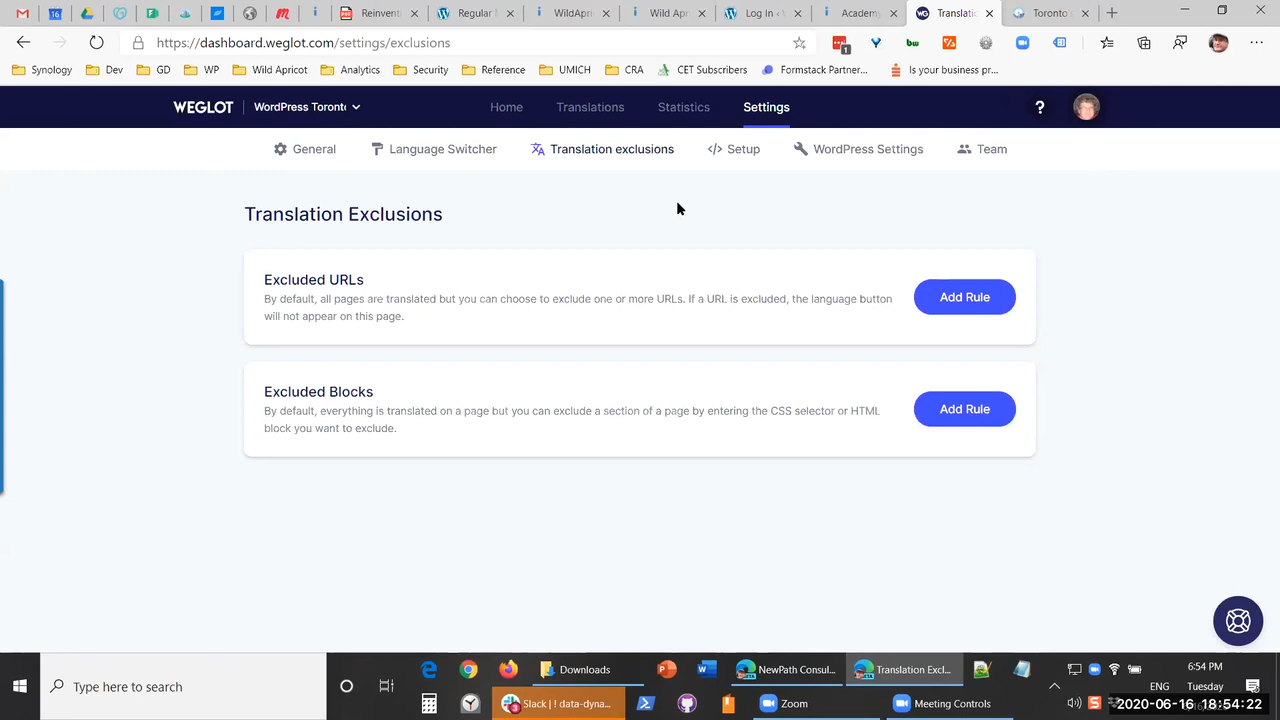 Reinvent
Regular M
WildApri
Wild Apri
Log In ‹ V
Academy
WG
Translati
Toronto's
https://dashboard.weglot.com/settings/exclusions
1
bw
Synology
Dev
GD
WP
Wild Apricot
Analytics
Security
Reference
UMICH
CRA
CET Subscribers
Formstack Partner...
Is your business pr...
WEGLOT
WordPress Toront
Home
Translations
Statistics
Settings
?
General
Language Switcher
Translation exclusions
</> Setup
WordPress Settings
Team
Translation Exclusions
Excluded URLs
By default, all pages are translated but you can choose to exclude one or more URLs. If a URL is excluded, the language button
will not appear on this page.
Add Rule
Excluded Blocks
By default, everything is translated on a page but you can exclude a section of a page by entering the CSS selector or HTML
block you want to exclude.
Add Rule
Downloads
NewPath Consul...
Translation Excl...
6:54 PM
Type here to search
ENG
Tuesday
3
Slack | ! data-dyna...
Zoom
Meeting Controls
2020-06-16 18:54:22